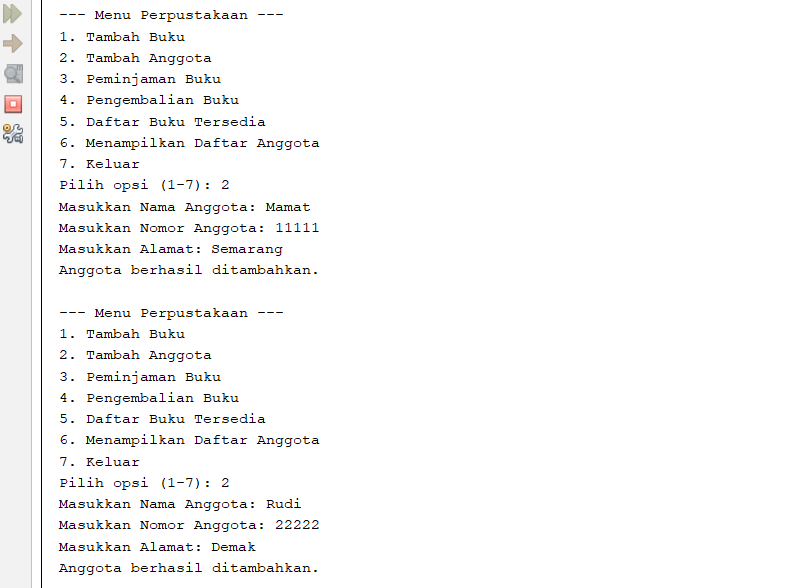 --- Menu Perpustakaan ---
1. Tambah Buku
2. Tambah Anggota
3. Peminjaman Buku
4. Pengembalian Buku
5. Daftar Buku Tersedia
6. Menampilkan Daftar Anggota
7. Keluar
Pilih opsi (1-7): 2
Masukkan Nama Anggota: Mamat
Masukkan Nomor Anggota: 11111
Masukkan Alamat: Semarang
Anggota berhasil ditambahkan.

--- Menu Perpustakaan ---
1. Tambah Buku
2. Tambah Anggota
3. Peminjaman Buku
4. Pengembalian Buku
5. Daftar Buku Tersedia
6. Menampilkan Daftar Anggota
7. Keluar
Pilih opsi (1-7): 2
Masukkan Nama Anggota: Rudi
Masukkan Nomor Anggota: 22222
Masukkan Alamat: Demak
Anggota berhasil ditambahkan.